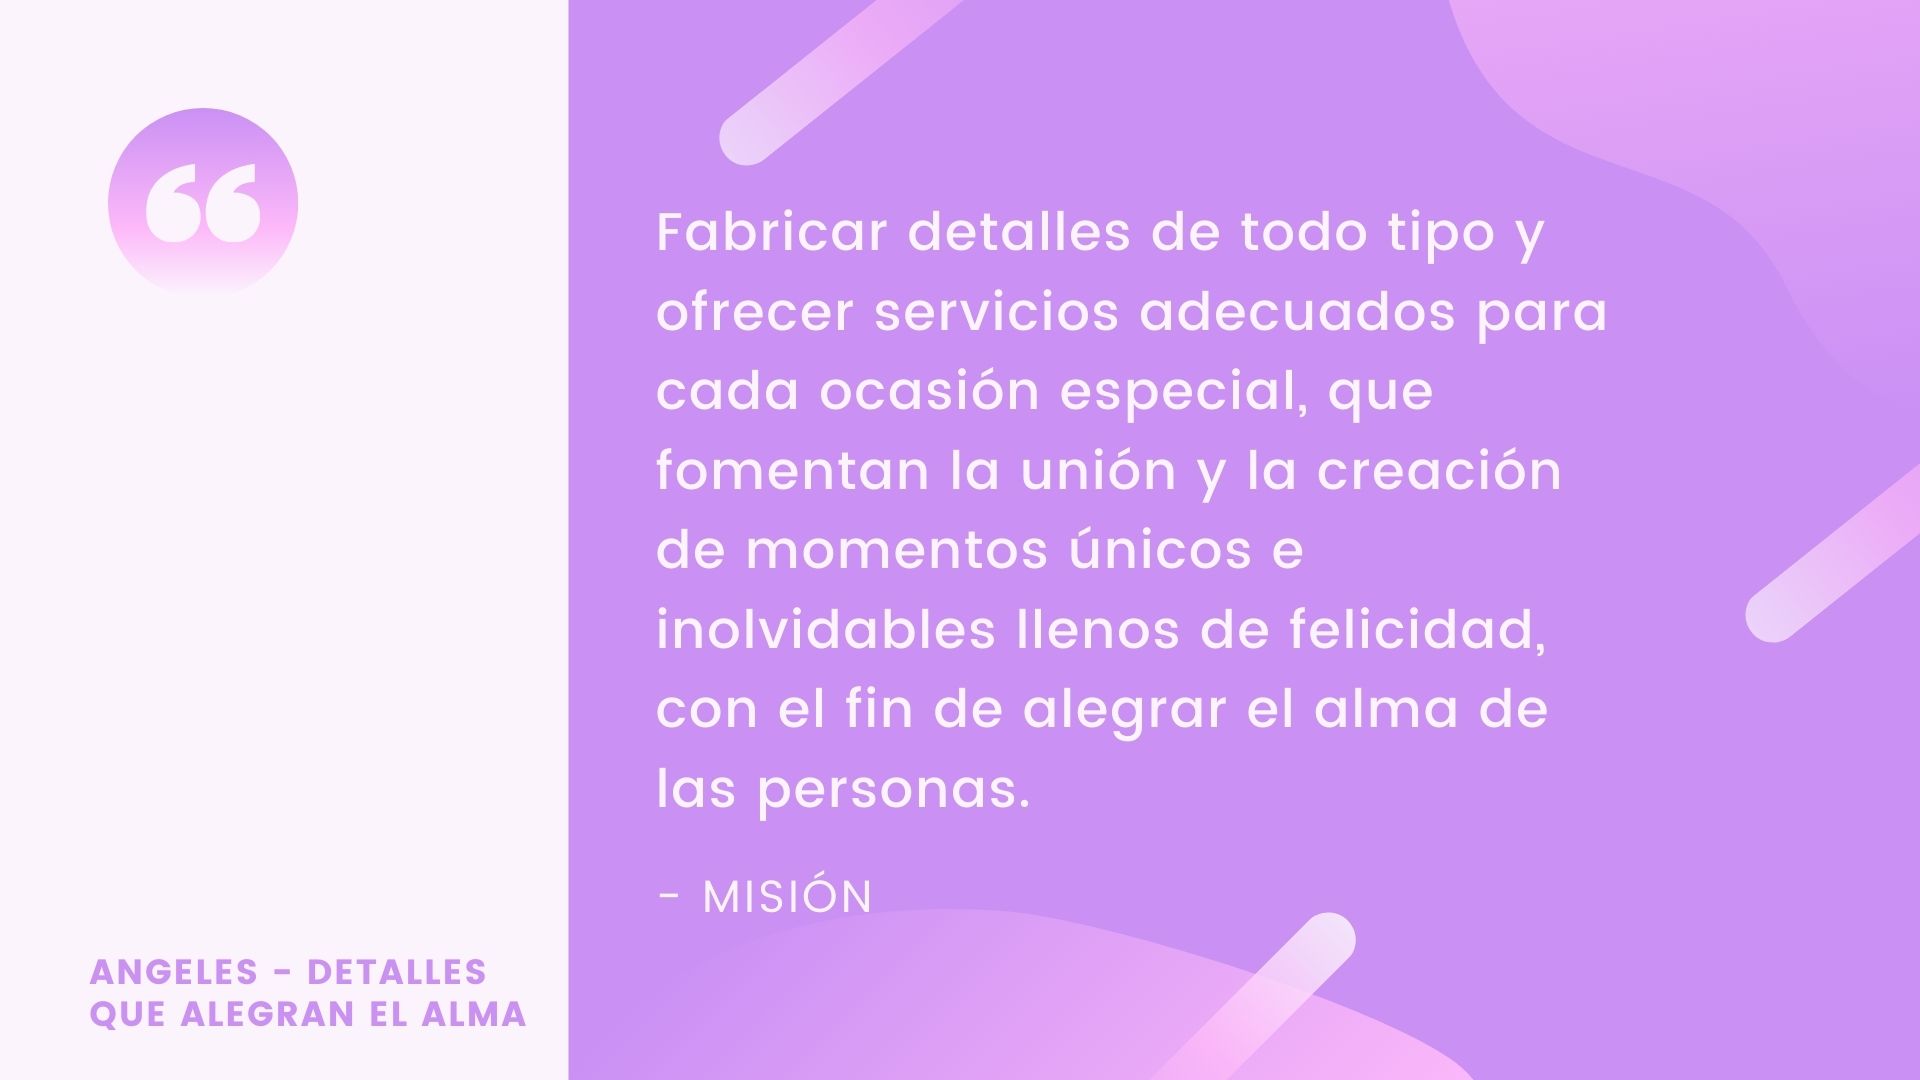 Fabricar detalles de todo tipo y
ofrecer servicios adecuados para
cada ocasión especial, que
fomentan la unión y la creación
de momentos únicos e
inolvidables llenos de felicidad,
con el fin de alegrar el alma de
las personas.
- MISIÓN
ANGELES - DETALLES
QUE ALEGRAN EL ALMA